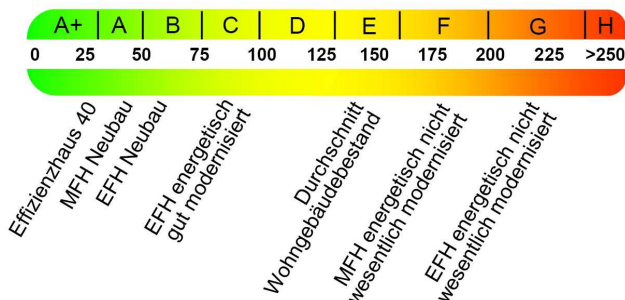 A+ A B C D E F G H
0 25 50 75 100 125 150 175 200 225 >250
Effizienzhaus 40
MFH Neubau
EFH Neubau
EFH energetisch
gut modernisiert
Durchschnitt
Wohngebäudebestand
MFH energetisch nicht
wesentlich modernisiert
EFH energetisch nicht
wesentlich modernisiert